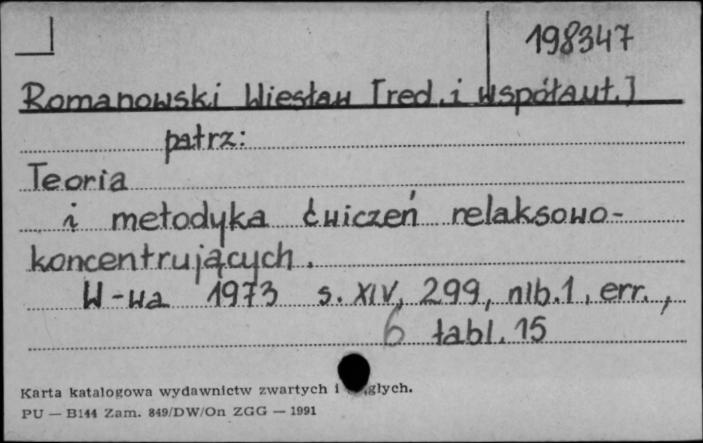 198347
Romanowski Wiesław [red. i współaut.]
patrz:
Teoria
i metodyka ćwiczeń relaksowo-
koncentrujących.
W-wa 1973 s. XIV, 299, nlb. 1, err.,
6 tabl. 15
Karta katalogowa wydawnictw zwartych i głych.
PU — B144 Zam. 849/DW/On ZGG — 1991